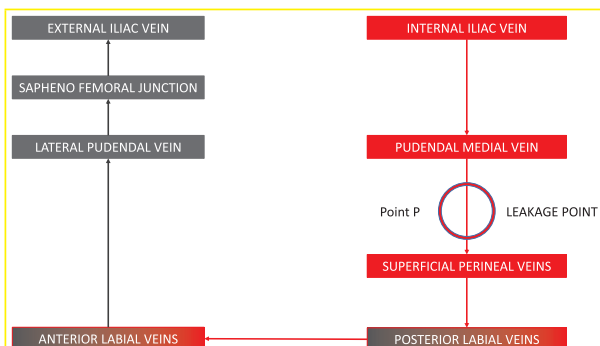 EXTERNAL ILIAC VEIN
INTERNAL ILIAC VEIN
SAPHENO FEMORAL JUNCTION
LATERAL PUDENDAL VEIN
PUDENDAL MEDIAL VEIN
Point P
LEAKAGE POINT
SUPERFICIAL PERINEAL VEINS
ANTERIOR LABIAL VEINS
POSTERIOR LABIAL VEINS